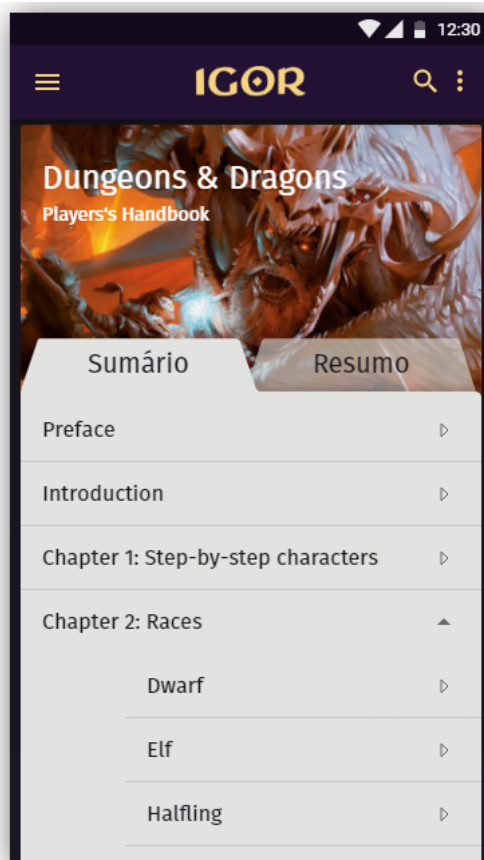 12:30
IGOR
Dungeons & Dragons
Players's Handbook
Sumário Resumo
Preface
Introduction
Chapter 1: Step-by-step characters
Chapter 2: Races
Dwarf
Elf
Halfling